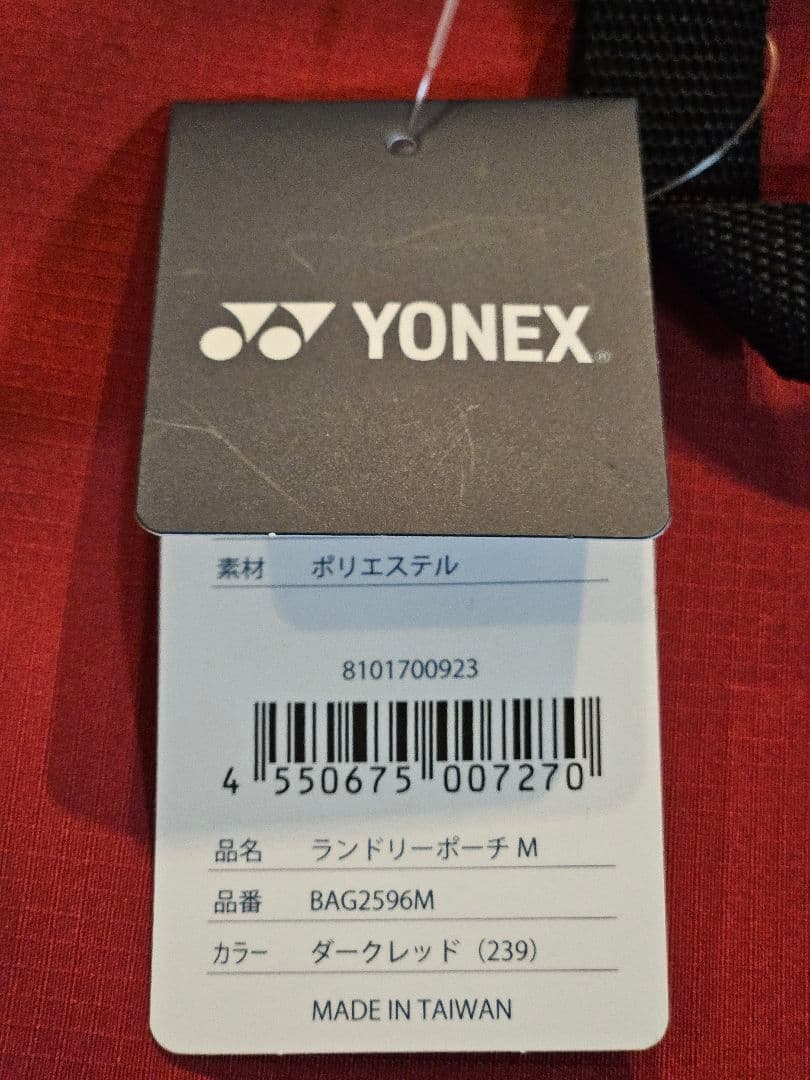 YONEX®
素材 ポリエステル
8101700923
4 550675 007270
品名 ランドリーポーチ M
品番 BAG2596M
カラー ダークレッド（239）
MADE IN TAIWAN